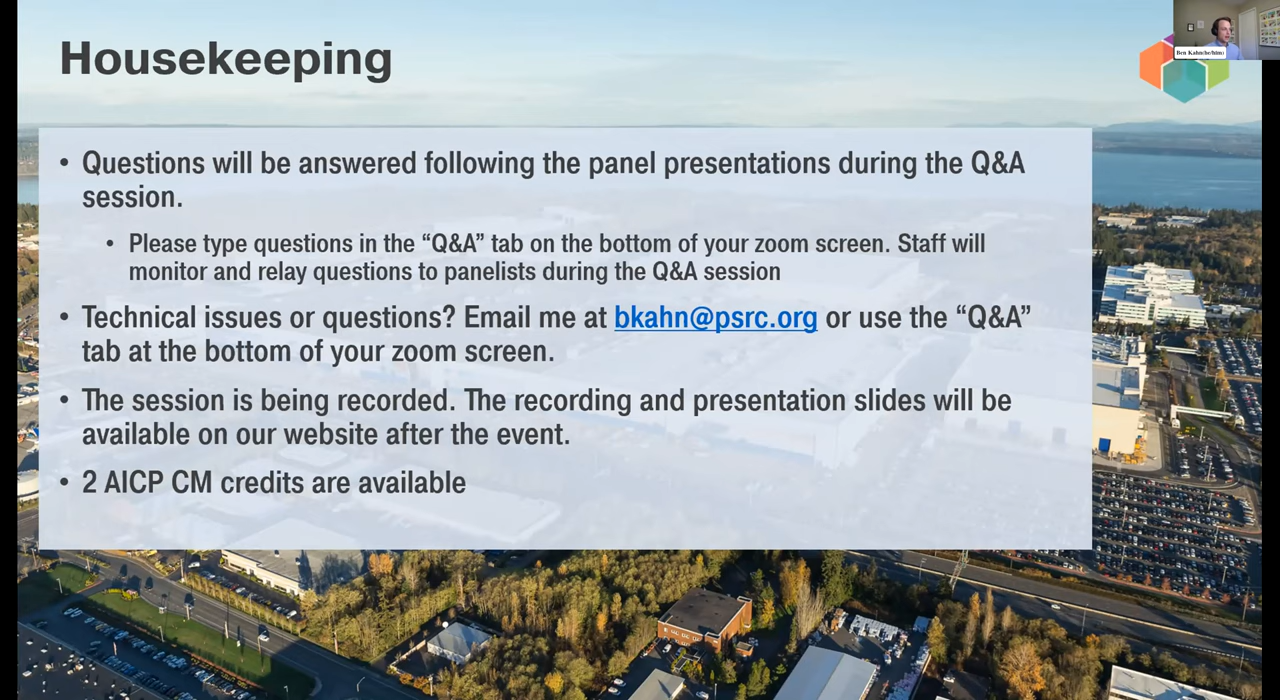 Housekeeping
Ben Kahn(he/him)
• Questions will be answered following the panel presentations during the Q&A
session.
• Please type questions in the “Q&A” tab on the bottom of your zoom screen. Staff will
monitor and relay questions to panelists during the Q&A session
• Technical issues or questions? Email me at bkahn@psrc.org or use the “Q&A”
tab at the bottom of your zoom screen.
• The session is being recorded. The recording and presentation slides will be
available on our website after the event.
• 2 AICP CM credits are available